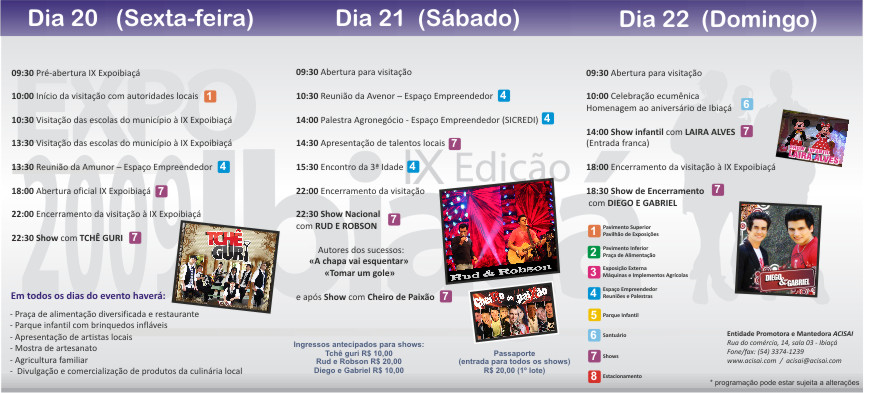 Dia 20 (Sexta-feira)
09:30 Pré-abertura IX Expoibiaçá
10:00 Início da visitação com autoridades locais 1
10:30 Visitação das escolas do município à IX Expoibiaçá
13:30 Visitação das escolas do município à IX Expoibiaçá
13:30 Reunião da Amunor – Espaço Empreendedor 4
18:00 Abertura oficial IX Expoibiaçá 7
22:00 Encerramento da visitação à IX Expoibiaçá
22:30 Show com TCHÊ GURI 7
TCHÊ
GURI
Em todos os dias do evento haverá:
- Praça de alimentação diversificada e restaurante
- Parque infantil com brinquedos infláveis
- Apresentação de artistas locais
- Mostra de artesanato
- Agricultura familiar
- Divulgação e comercialização de produtos da culinária local
Dia 21 (Sábado)
09:30 Abertura para visitação
10:30 Reunião da Avenor – Espaço Empreendedor 4
14:00 Palestra Agronegócio - Espaço Empreendedor (SICREDI) 4
14:30 Apresentação de talentos locais 7
15:30 Encontro da 3ª Idade 4
IX Edição
22:00 Encerramento da visitação
22:30 Show Nacional
com RUD E ROBSON 7
Autores dos sucessos:
«A chapa vai esquentar»
«Tomar um gole»
Rud & Robson
e após Show com Cheiro de Paixão 7
Cheiro de Paixão
Ingressos antecipados para shows:
Tchê guri R$ 10,00
Rud e Robson R$ 20,00
Diego e Gabriel R$ 10,00
Passaporte
(entrada para todos os shows)
R$ 20,00 (1º lote)
Dia 22 (Domingo)
09:30 Abertura para visitação
10:00 Celebração ecumênica
Homenagem ao aniversário de Ibiaçá 6
14:00 Show infantil com LAIRA ALVES 7
(Entrada franca)
LAIRA ALVES
18:00 Encerramento da visitação à IX Expoibiaçá
18:30 Show de Encerramento 7
com DIEGO E GABRIEL
DIEGO
& GABRIEL
1 Pavimento Superior
Pavilhão de Exposições
2 Pavimento Inferior
Praça de Alimentação
3 Exposição Externa
Máquinas e Implementos Agrícolas
4 Espaço Empreendedor
Reuniões e Palestras
5 Parque Infantil
6 Santuário
7 Shows
8 Estacionamento
Entidade Promotora e Mantedora ACISAI
Rua do comércio, 14, sala 03 - Ibiaçá
Fone/fax: (54) 3374-1239
www.acisai.com / acisai@acisai.com
* programação pode estar sujeita a alterações